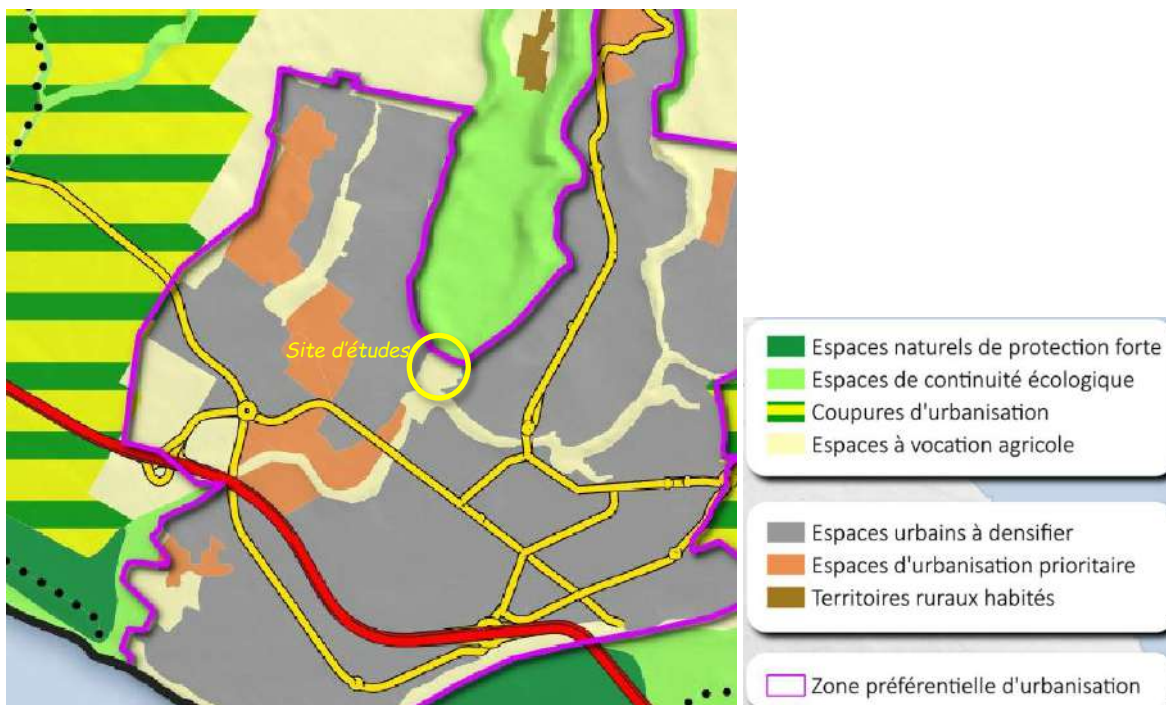 Site d'études
Espaces naturels de protection forte
Espaces de continuité écologique
Coupures d'urbanisation
Espaces à vocation agricole
Espaces urbains à densifier
Espaces d'urbanisation prioritaire
Territoires ruraux habités
Zone préférentielle d'urbanisation